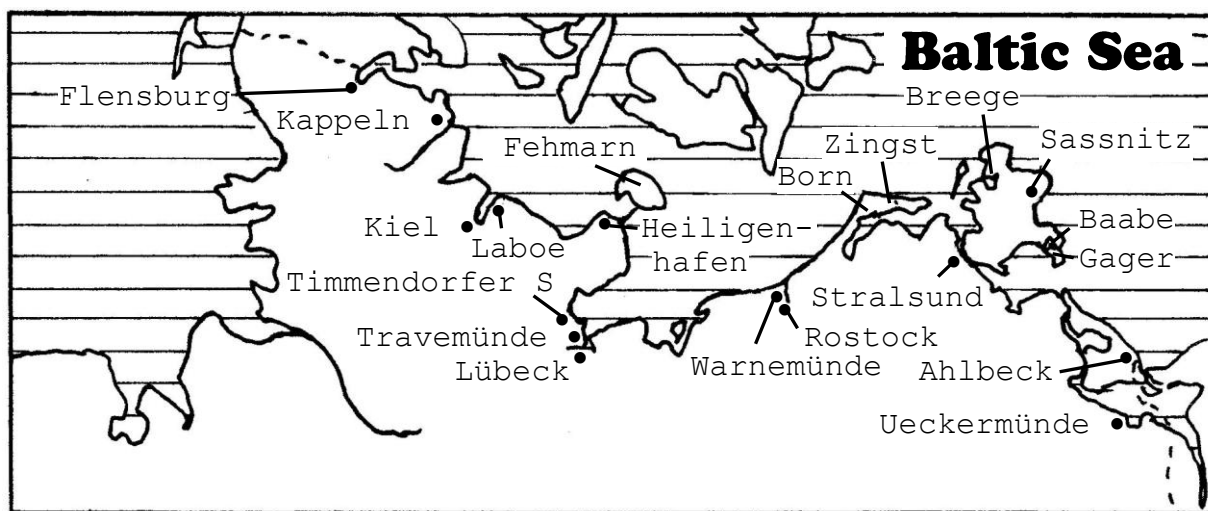 Baltic Sea
Flensburg
Breege
Kappeln
Zingst
Sassnitz
Fehmarn
Born
Kiel
Laboe
Heiligen-
hafen
Baabe
Gager
Timmendorfer S
Stralsund
Travemünde
Rostock
Lübeck
Warnemünde
Ahlbeck
Ueckermünde